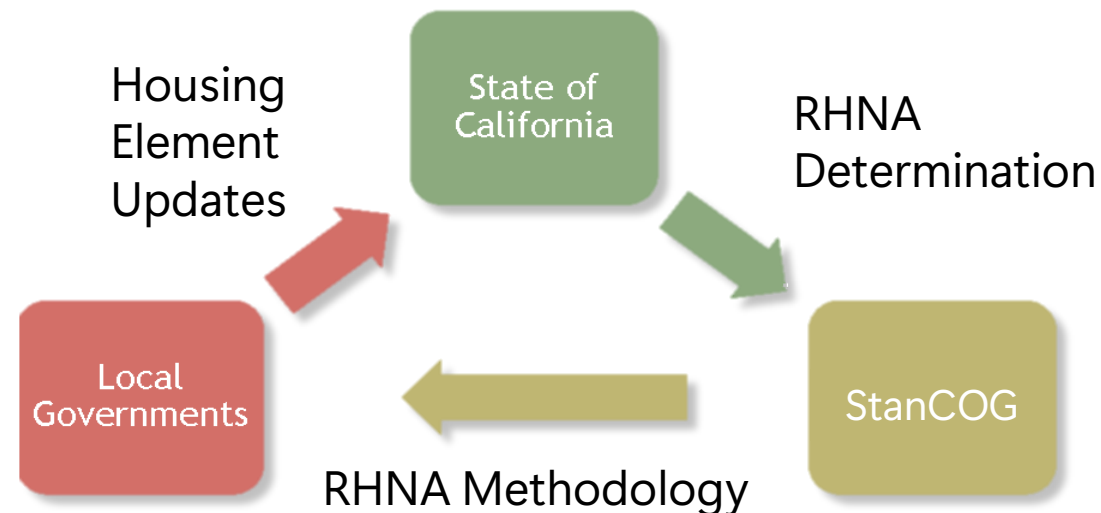 State of
California
Housing
Element
Updates
RHNA
Determination
Local
Governments
StanCOG
RHNA Methodology